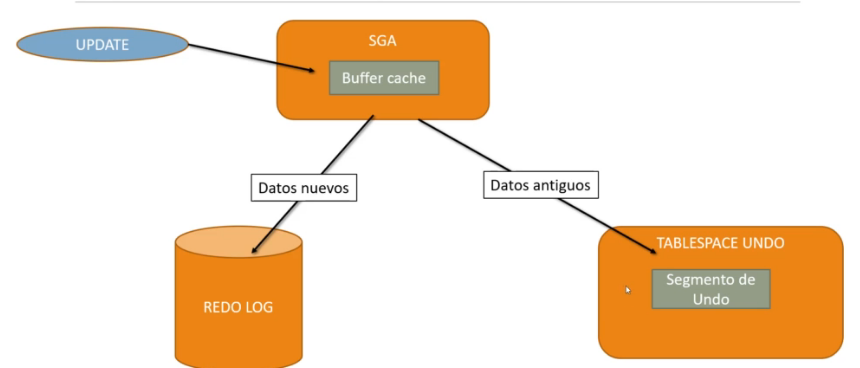 UPDATE
SGA
Buffer cache
Datos nuevos
Datos antiguos
REDO LOG
TABLESPACE UNDO
Segmento de
Undo